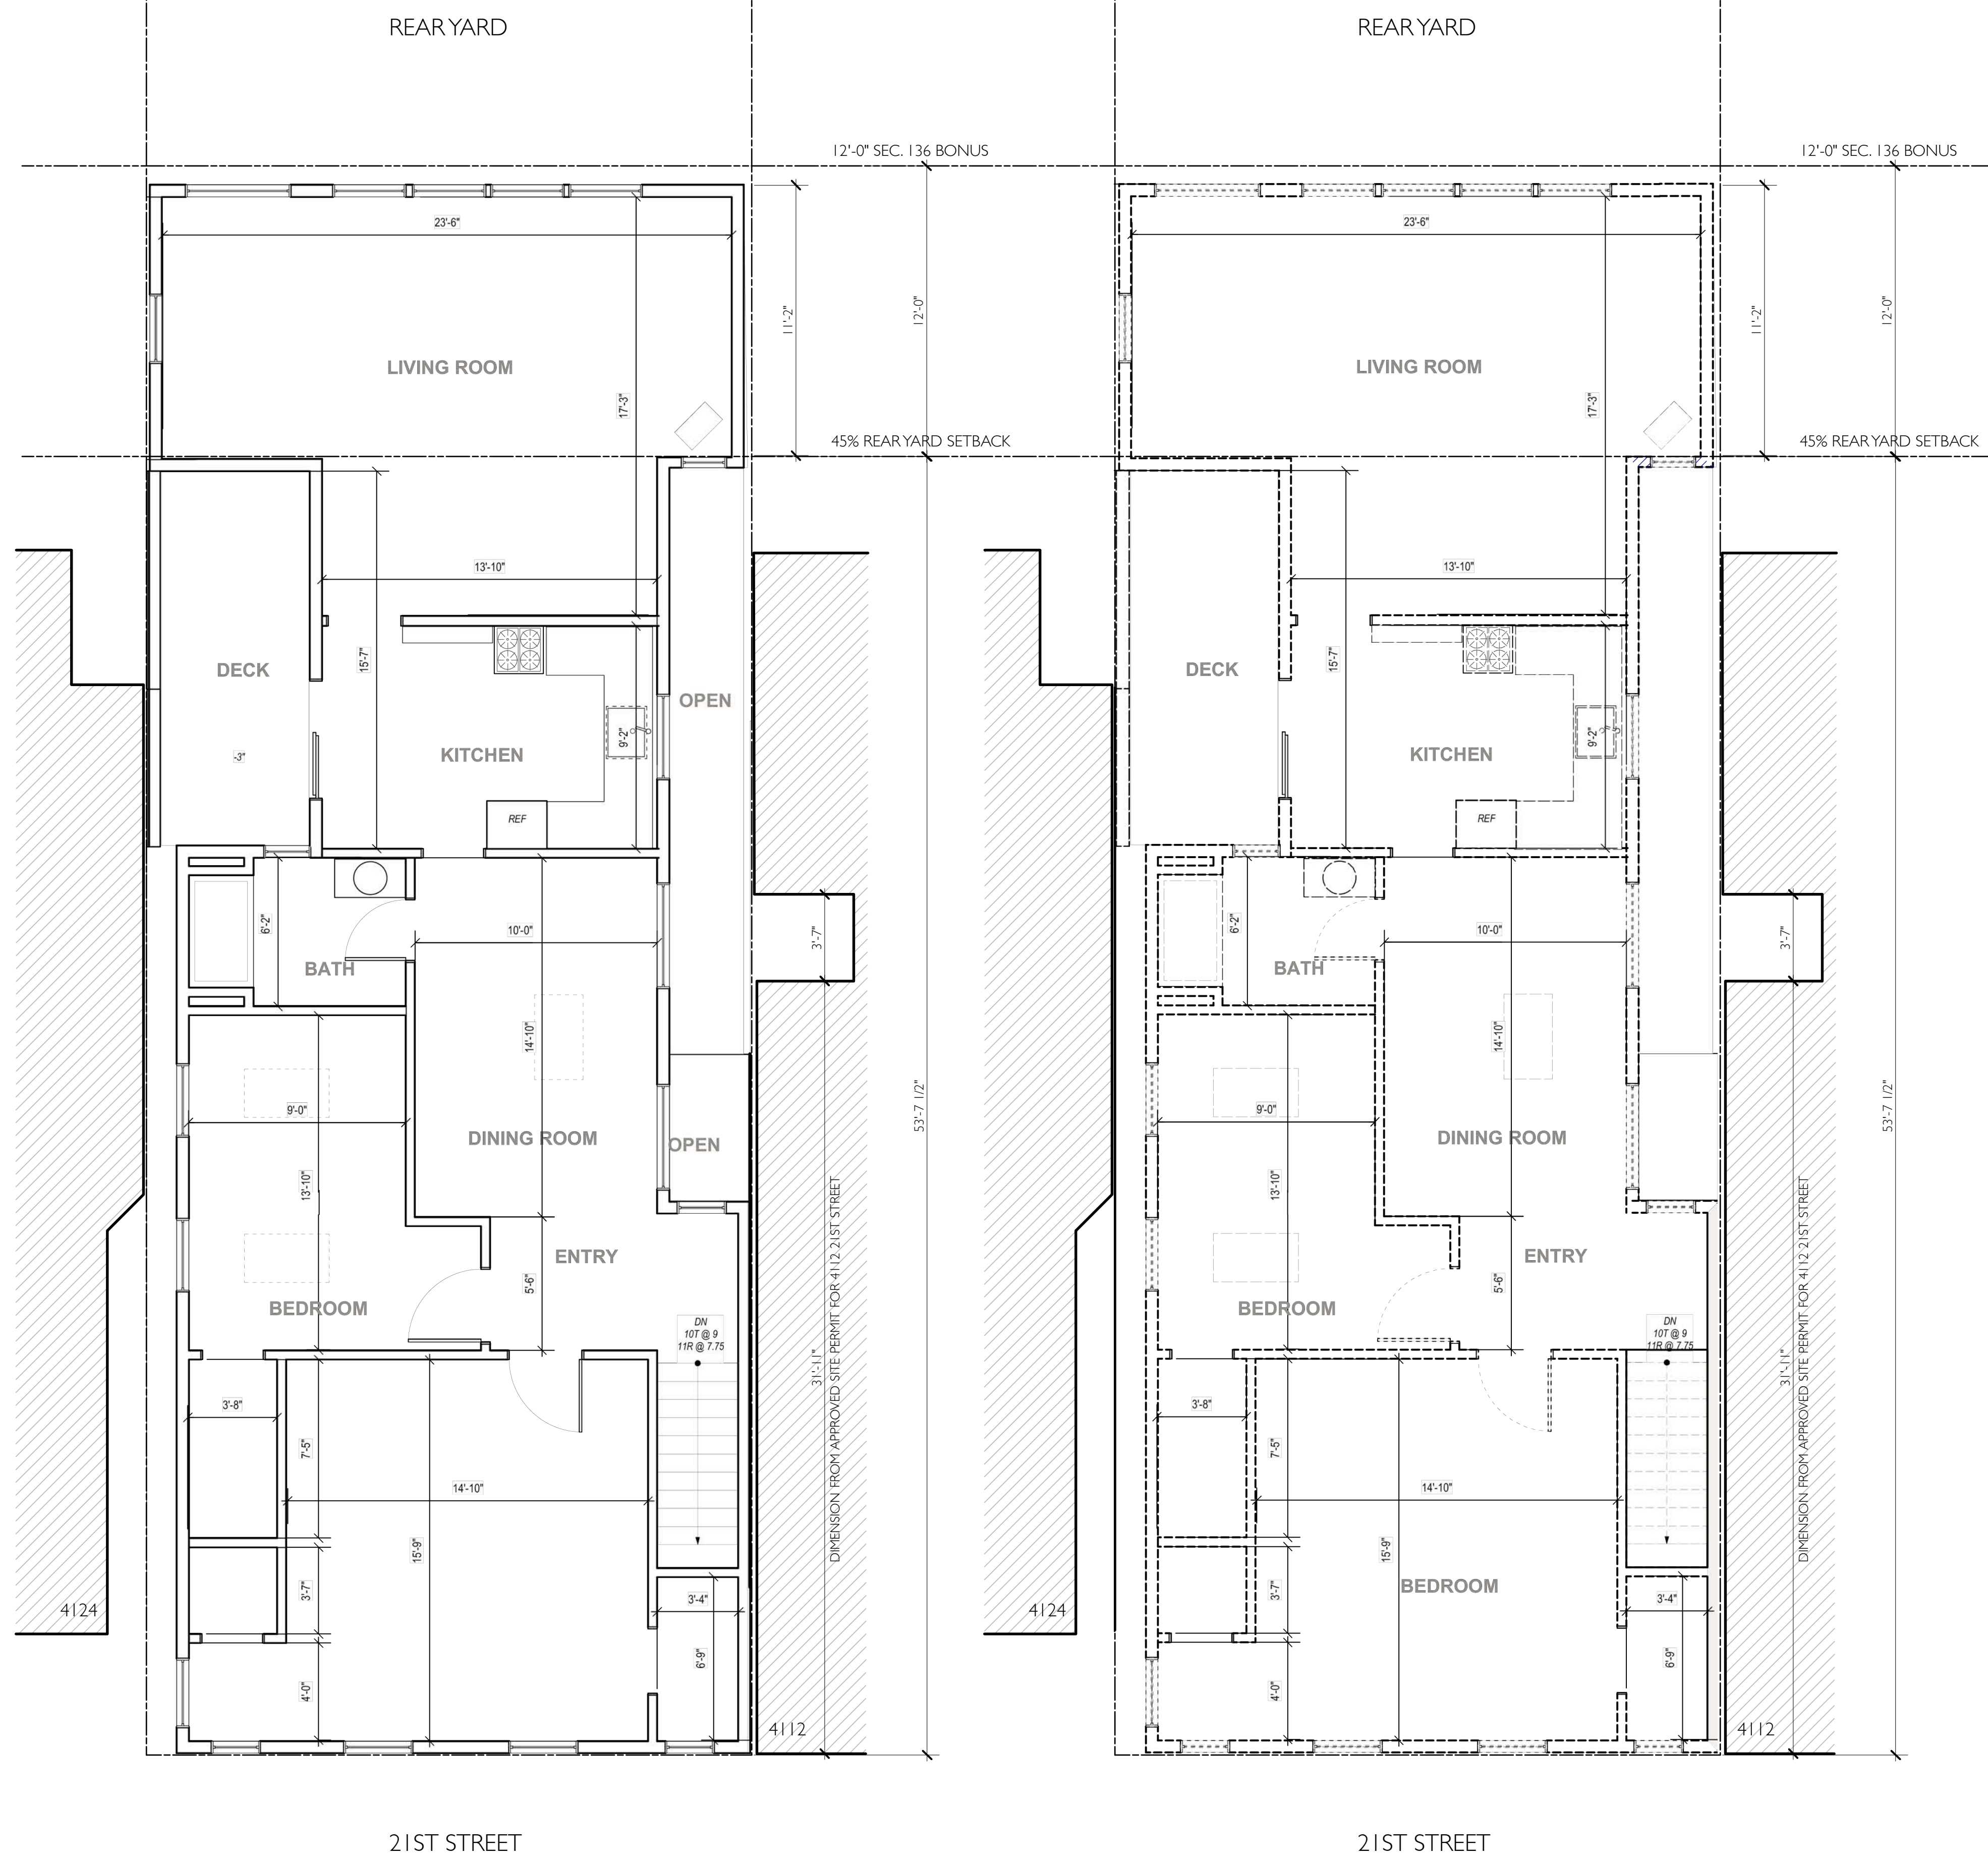 REAR YARD
12'-0" SEC. 136 BONUS
23'-6"
11'-2"
12'-0"
LIVING ROOM
17'-3"
45% REAR YARD SETBACK
13'-10"
15'-7"
DECK
OPEN
9'-2"
KITCHEN
-3"
REF
6'-2"
10'-0"
3'-7"
BATH
14'-10"
9'-0"
53'-7 1/2"
DINING ROOM
OPEN
13'-10"
ENTRY
5'-6"
BEDROOM
DN
10T @ 9
11R @ 7.75
31'-11"
DIMENSION FROM APPROVED SITE PERMIT FOR 4112 21ST STREET
3'-8"
7'-5"
14'-10"
15'-9"
3'-7"
3'-4"
4124
6'-9"
4'-0"
4112
21ST STREET
REAR YARD
12'-0" SEC. 136 BONUS
23'-6"
11'-2"
12'-0"
LIVING ROOM
17'-3"
45% REAR YARD SETBACK
13'-10"
15'-7"
DECK
9'-2"
KITCHEN
REF
6'-2"
10'-0"
3'-7"
BATH
14'-10"
9'-0"
53'-7 1/2"
DINING ROOM
13'-10"
ENTRY
5'-6"
BEDROOM
DN
10T @ 9
11R @ 7.75
31'-11"
DIMENSION FROM APPROVED SITE PERMIT FOR 4112 21ST STREET
3'-8"
7'-5"
14'-10"
15'-9"
BEDROOM
3'-7"
3'-4"
4124
6'-9"
4'-0"
4112
21ST STREET